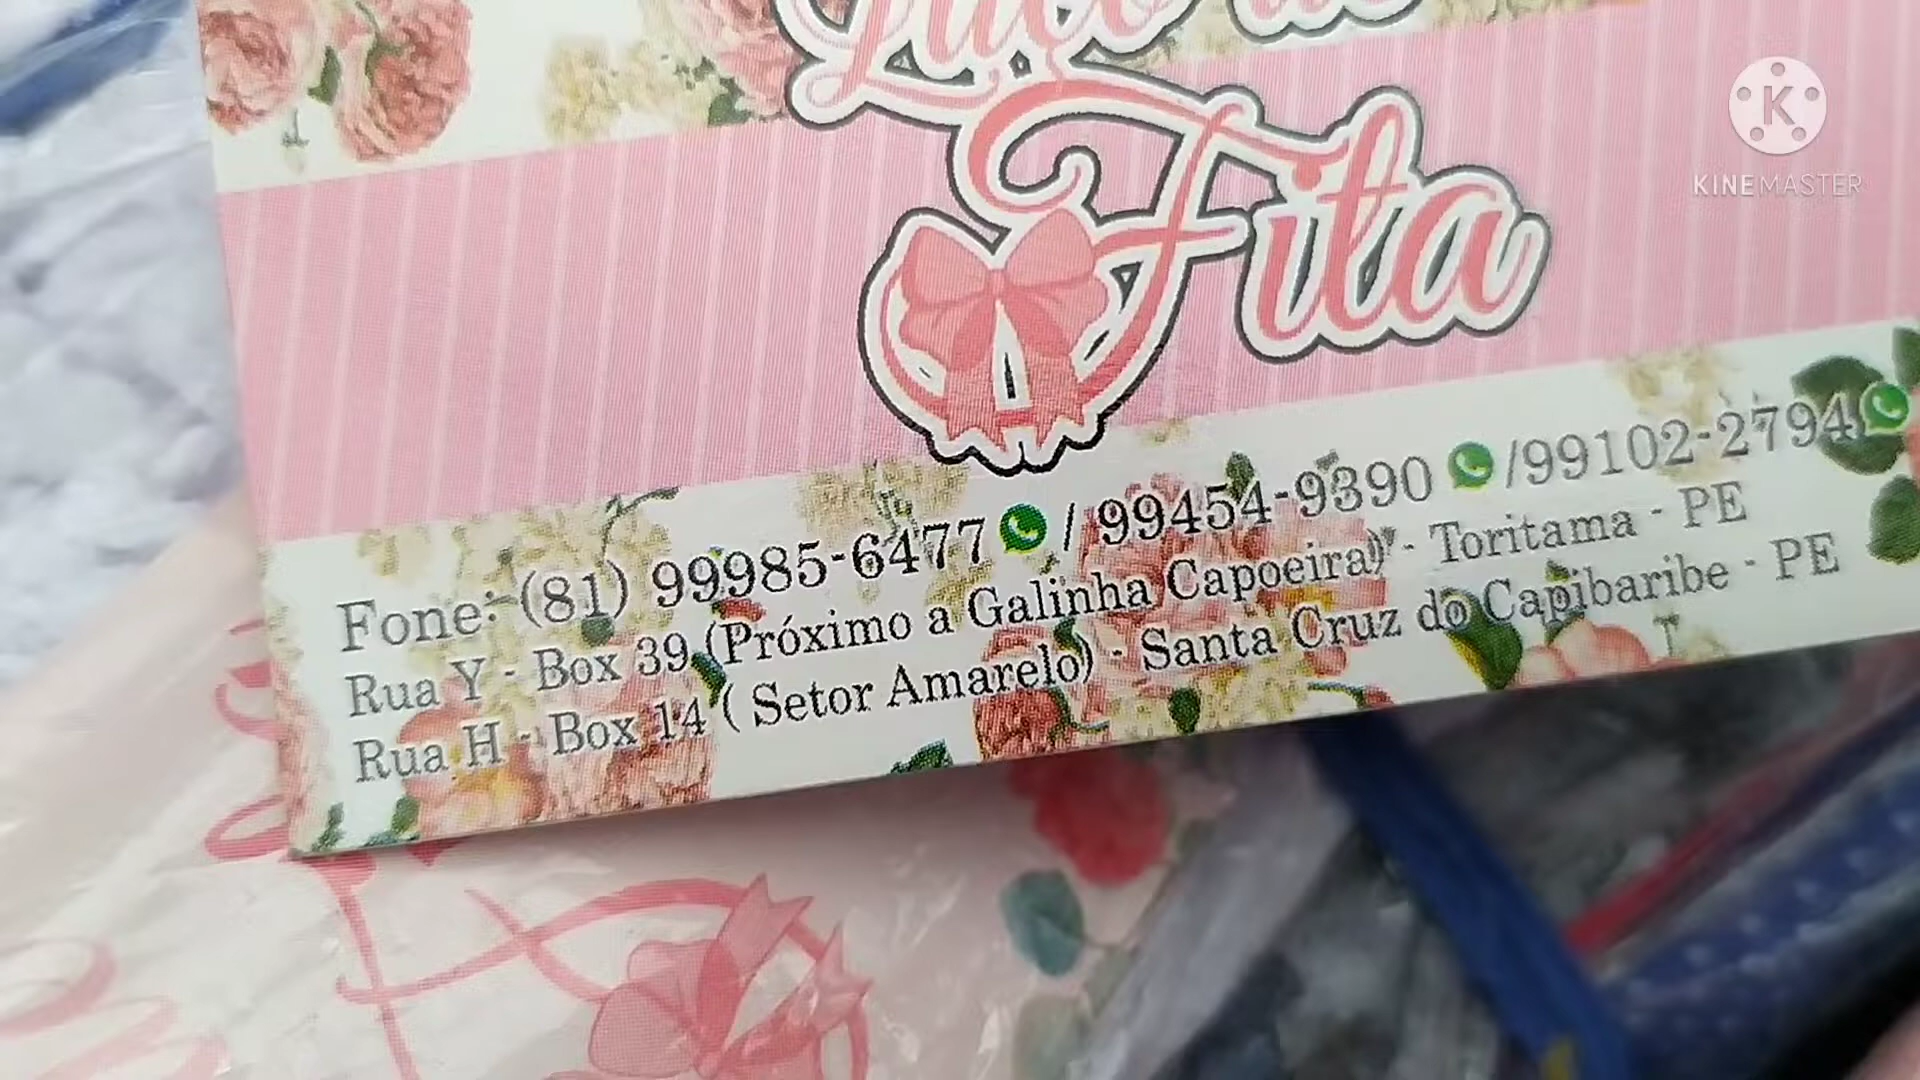 Fita
KINEMASTER
Fone: (81) 99985-6477 / 99454-9390 /99102-2794
Rua Y - Box 39 (Próximo a Galinha Capoeira) - Toritama - PE
Rua H - Box 14 ( Setor Amarelo) - Santa Cruz do Capibaribe - PE